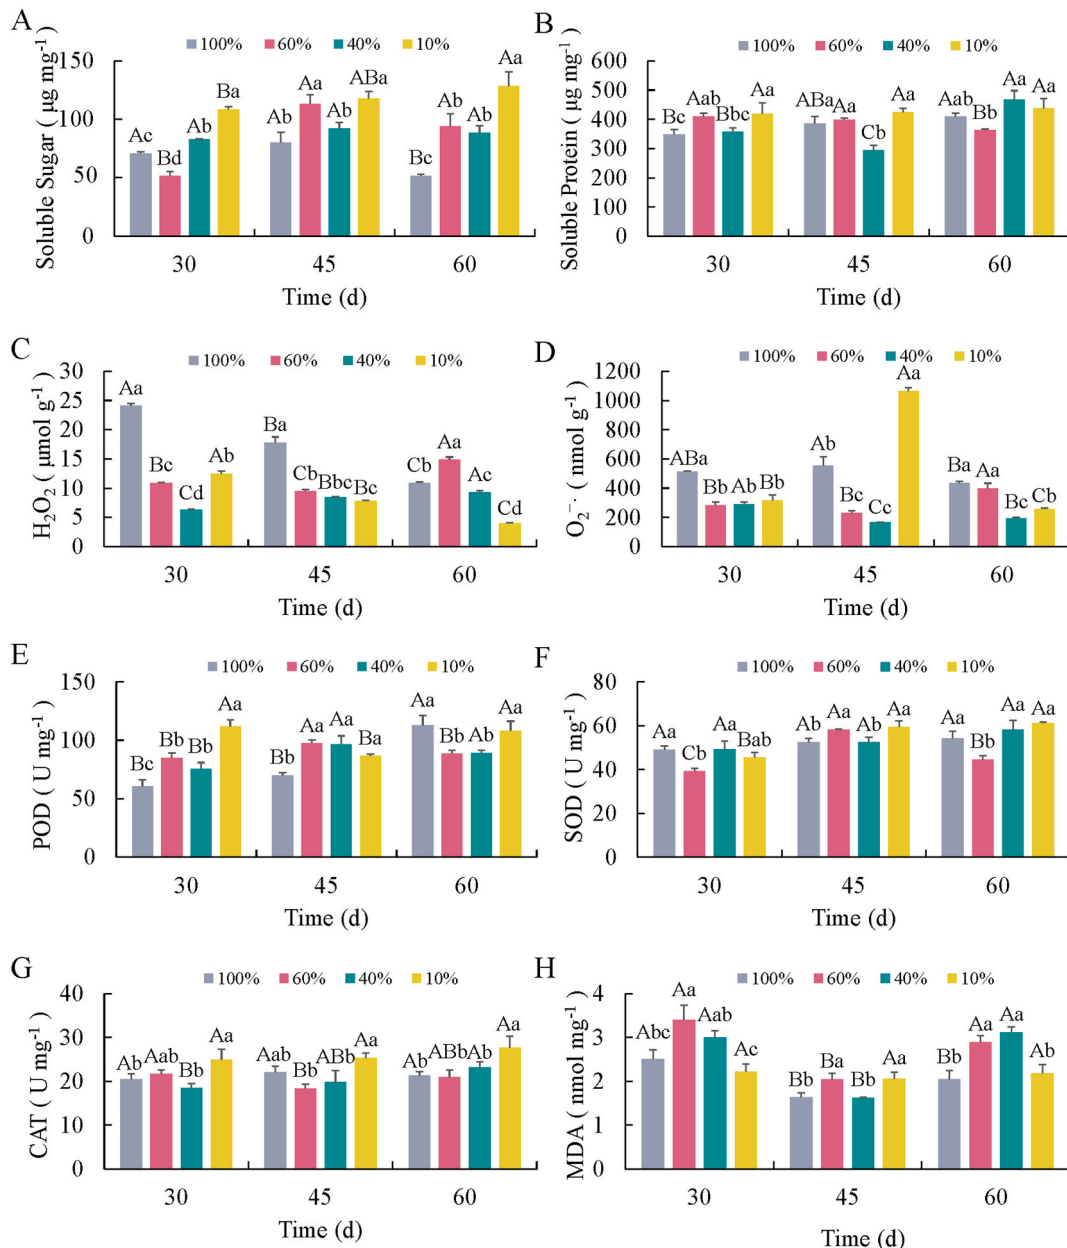 A
100% 60% 40% 10%
Soluble Sugar ( μg mg⁻¹ )
150
100
50
0
Ac Bd Ab Ba
Ab Aa Ab ABa
Bc Ab Ab Aa
30 45 60
Time (d)
B
100% 60% 40% 10%
Soluble Protein ( μg mg⁻¹ )
600
500
400
300
200
100
0
Bc Aab Bbc Aa
ABa Aa Cb Aa
Aab Bb Aa Aa
30 45 60
Time (d)
C
100% 60% 40% 10%
H₂O₂ ( μmol g⁻¹ )
30
25
20
15
10
5
0
Aa Bc Cd Ab
Ba Cb Bbc Bc
Cb Aa Ac Cd
30 45 60
Time (d)
D
100% 60% 40% 10%
O₂⁻· ( nmol g⁻¹ )
1200
1000
800
600
400
200
0
ABa Bb Ab Bb
Ab Bc Cc Aa
Ba Aa Bc Cb
30 45 60
Time (d)
E
100% 60% 40% 10%
POD ( U mg⁻¹ )
150
100
50
0
Bc Bb Bb Aa
Bb Aa Aa Ba
Aa Bb Ab Aa
30 45 60
Time (d)
F
100% 60% 40% 10%
SOD ( U mg⁻¹ )
80
60
40
20
0
Aa Cb Aa Bab
Ab Aa Ab Aa
Aa Bb Aa Aa
30 45 60
Time (d)
G
100% 60% 40% 10%
CAT ( U mg⁻¹ )
40
30
20
10
0
Ab Aab Bb Aa
Aab Bb ABb Aa
Ab ABb Ab Aa
30 45 60
Time (d)
H
100% 60% 40% 10%
MDA ( nmol mg⁻¹ )
4
3
2
1
0
Abc Aa Aab Ac
Bb Ba Bb Aa
Bb Aa Aa Ab
30 45 60
Time (d)